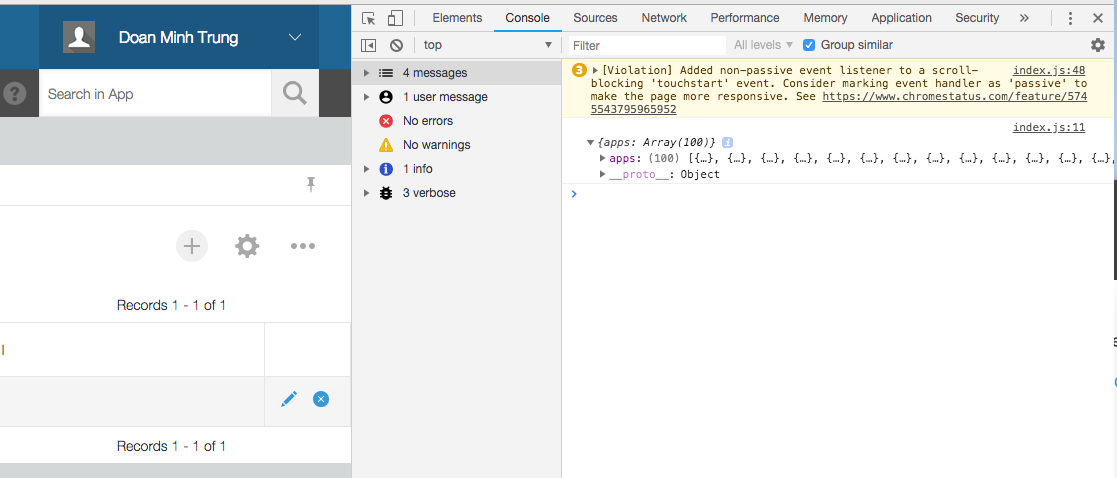 Doan Minh Trung
Search in App
Records 1 - 1 of 1
Records 1 - 1 of 1
Elements Console Sources Network Performance Memory Application Security »
top Filter All levels Group similar
4 messages
1 user message
No errors
No warnings
1 info
3 verbose
3 [Violation] Added non-passive event listener to a scroll- index.js:48
blocking 'touchstart' event. Consider marking event handler as 'passive' to
make the page more responsive. See https://www.chromestatus.com/feature/574
5543795965952
index.js:11
{apps: Array(100)} i
apps: (100) [{…}, {…}, {…}, {…}, {…}, {…}, {…}, {…}, {…}, {…}, {…}, {…}, {…},
__proto__: Object